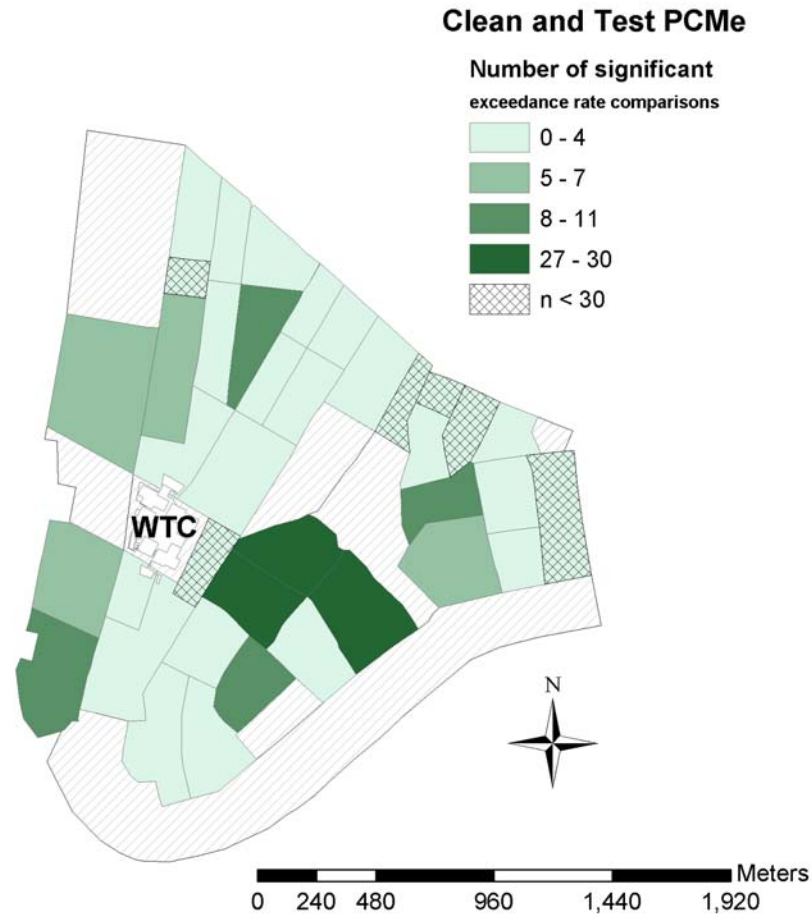 Clean and Test PCMe
Number of significant
exceedance rate comparisons
0 - 4
5 - 7
8 - 11
27 - 30
n < 30
WTC
N
Meters
0 240 480 960 1,440 1,920